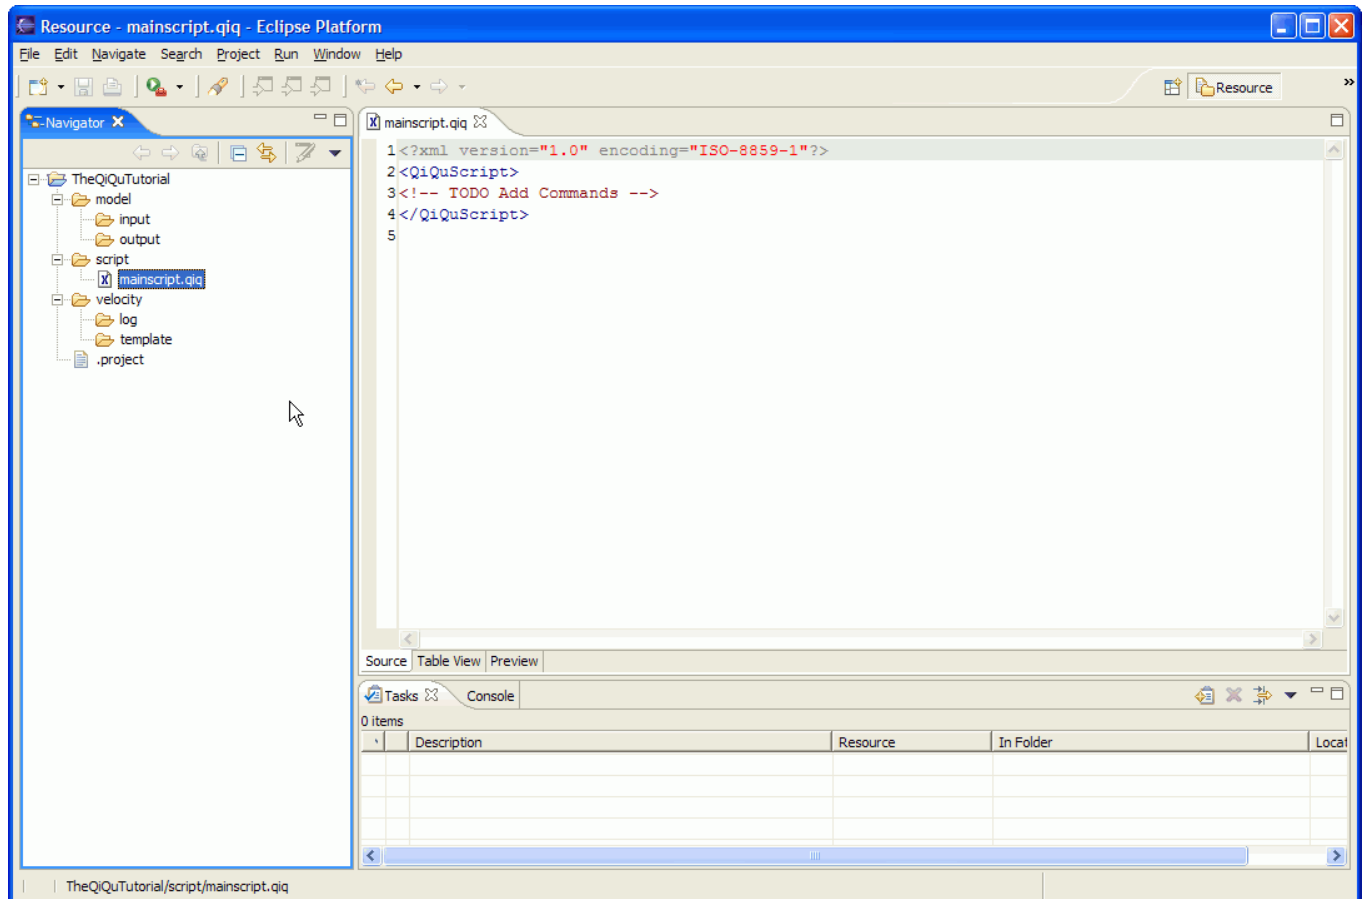 Resource - mainscript.qiq - Eclipse Platform
File Edit Navigate Search Project Run Window Help
Resource
Navigator
TheQiQuTutorial
model
input
output
script
mainscript.qiq
velocity
log
template
.project
mainscript.qiq
1 <?xml version="1.0" encoding="ISO-8859-1"?>
2 <QiQuScript>
3 <!-- TODO Add Commands -->
4 </QiQuScript>
5
Source Table View Preview
Tasks Console
0 items
Description Resource In Folder Locat
TheQiQuTutorial/script/mainscript.qiq